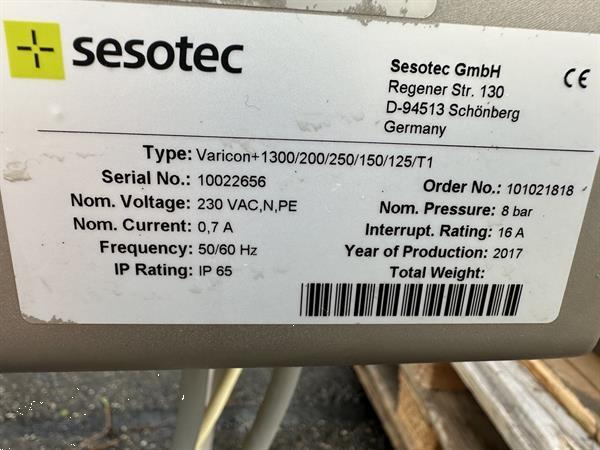 sesotec
Sesotec GmbH
Regener Str. 130
D-94513 Schönberg
Germany
CE
Type: Varicon+1300/200/250/150/125/T1
Serial No.: 10022656
Order No.: 101021818
Nom. Voltage: 230 VAC,N,PE
Nom. Pressure: 8 bar
Nom. Current: 0,7 A
Interrupt. Rating: 16 A
Frequency: 50/60 Hz
Year of Production: 2017
IP Rating: IP 65
Total Weight: